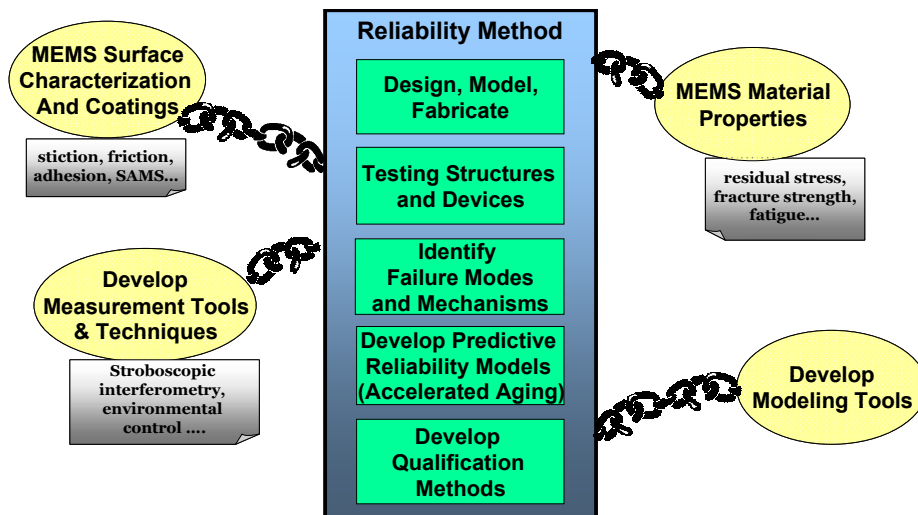 MEMS Surface
Characterization
And Coatings
stiction, friction,
adhesion, SAMS...
Develop
Measurement Tools
& Techniques
Stroboscopic
interferometry,
environmental
control ....
Reliability Method
Design, Model,
Fabricate
Testing Structures
and Devices
Identify
Failure Modes
and Mechanisms
Develop Predictive
Reliability Models
(Accelerated Aging)
Develop
Qualification
Methods
MEMS Material
Properties
residual stress,
fracture strength,
fatigue...
Develop
Modeling Tools